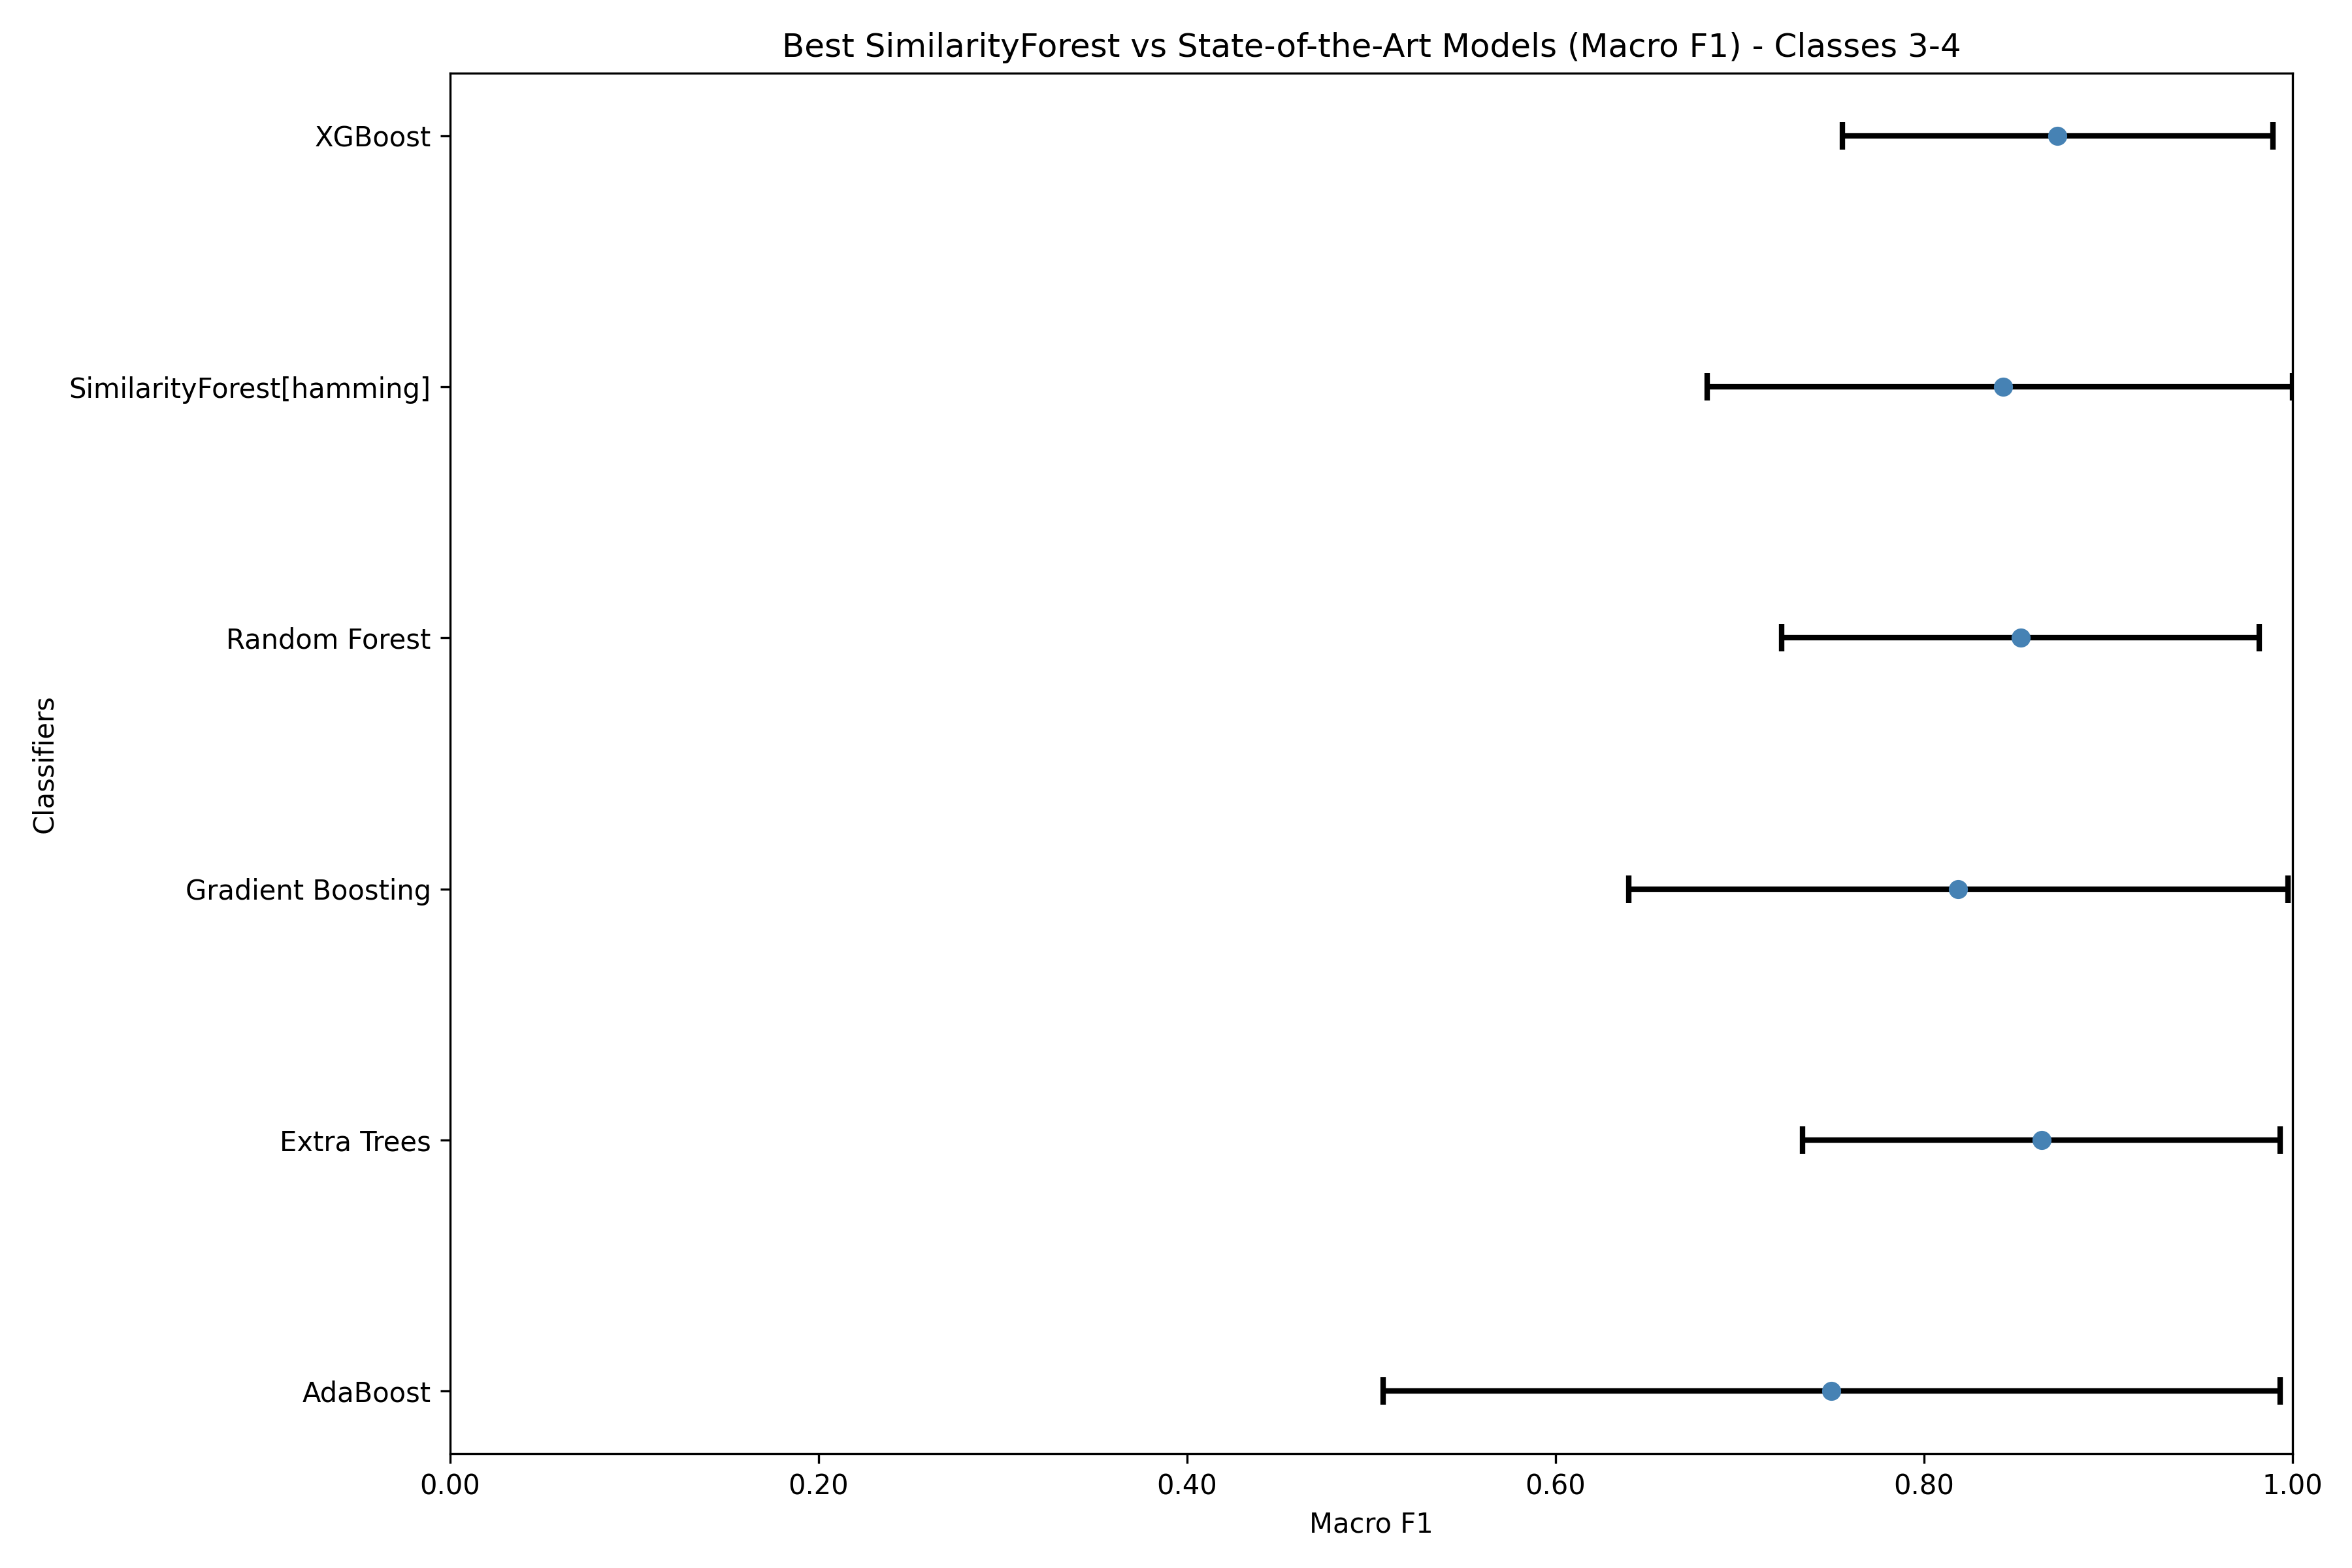 Best SimilarityForest vs State-of-the-Art Models (Macro F1) - Classes 3-4
XGBoost
SimilarityForest[hamming]
Random Forest
Gradient Boosting
Extra Trees
AdaBoost
Classifiers
0.00 0.20 0.40 0.60 0.80 1.00
Macro F1